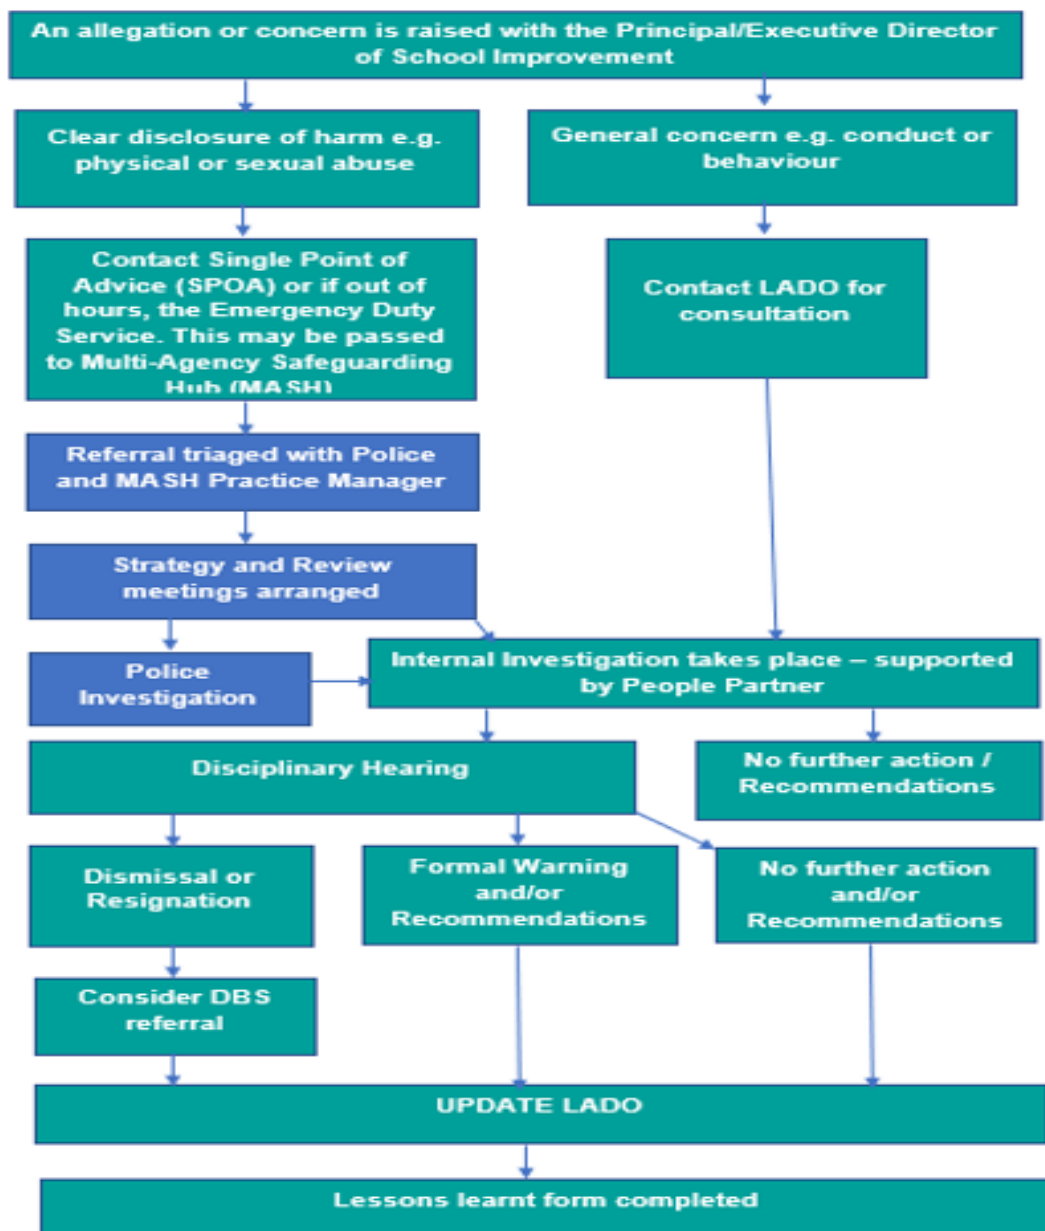 An allegation or concern is raised with the Principal/Executive Director
of School Improvement
Clear disclosure of harm e.g.
physical or sexual abuse
General concern e.g. conduct or
behaviour
Contact Single Point of
Advice (SPOA) or if out of
hours, the Emergency Duty
Service. This may be passed
to Multi-Agency Safeguarding
Hub (MASH)
Contact LADO for
consultation
Referral triaged with Police
and MASH Practice Manager
Strategy and Review
meetings arranged
Police
Investigation
Internal Investigation takes place – supported
by People Partner
Disciplinary Hearing
No further action /
Recommendations
Dismissal or
Resignation
Formal Warning
and/or
Recommendations
No further action
and/or
Recommendations
Consider DBS
referral
UPDATE LADO
Lessons learnt form completed